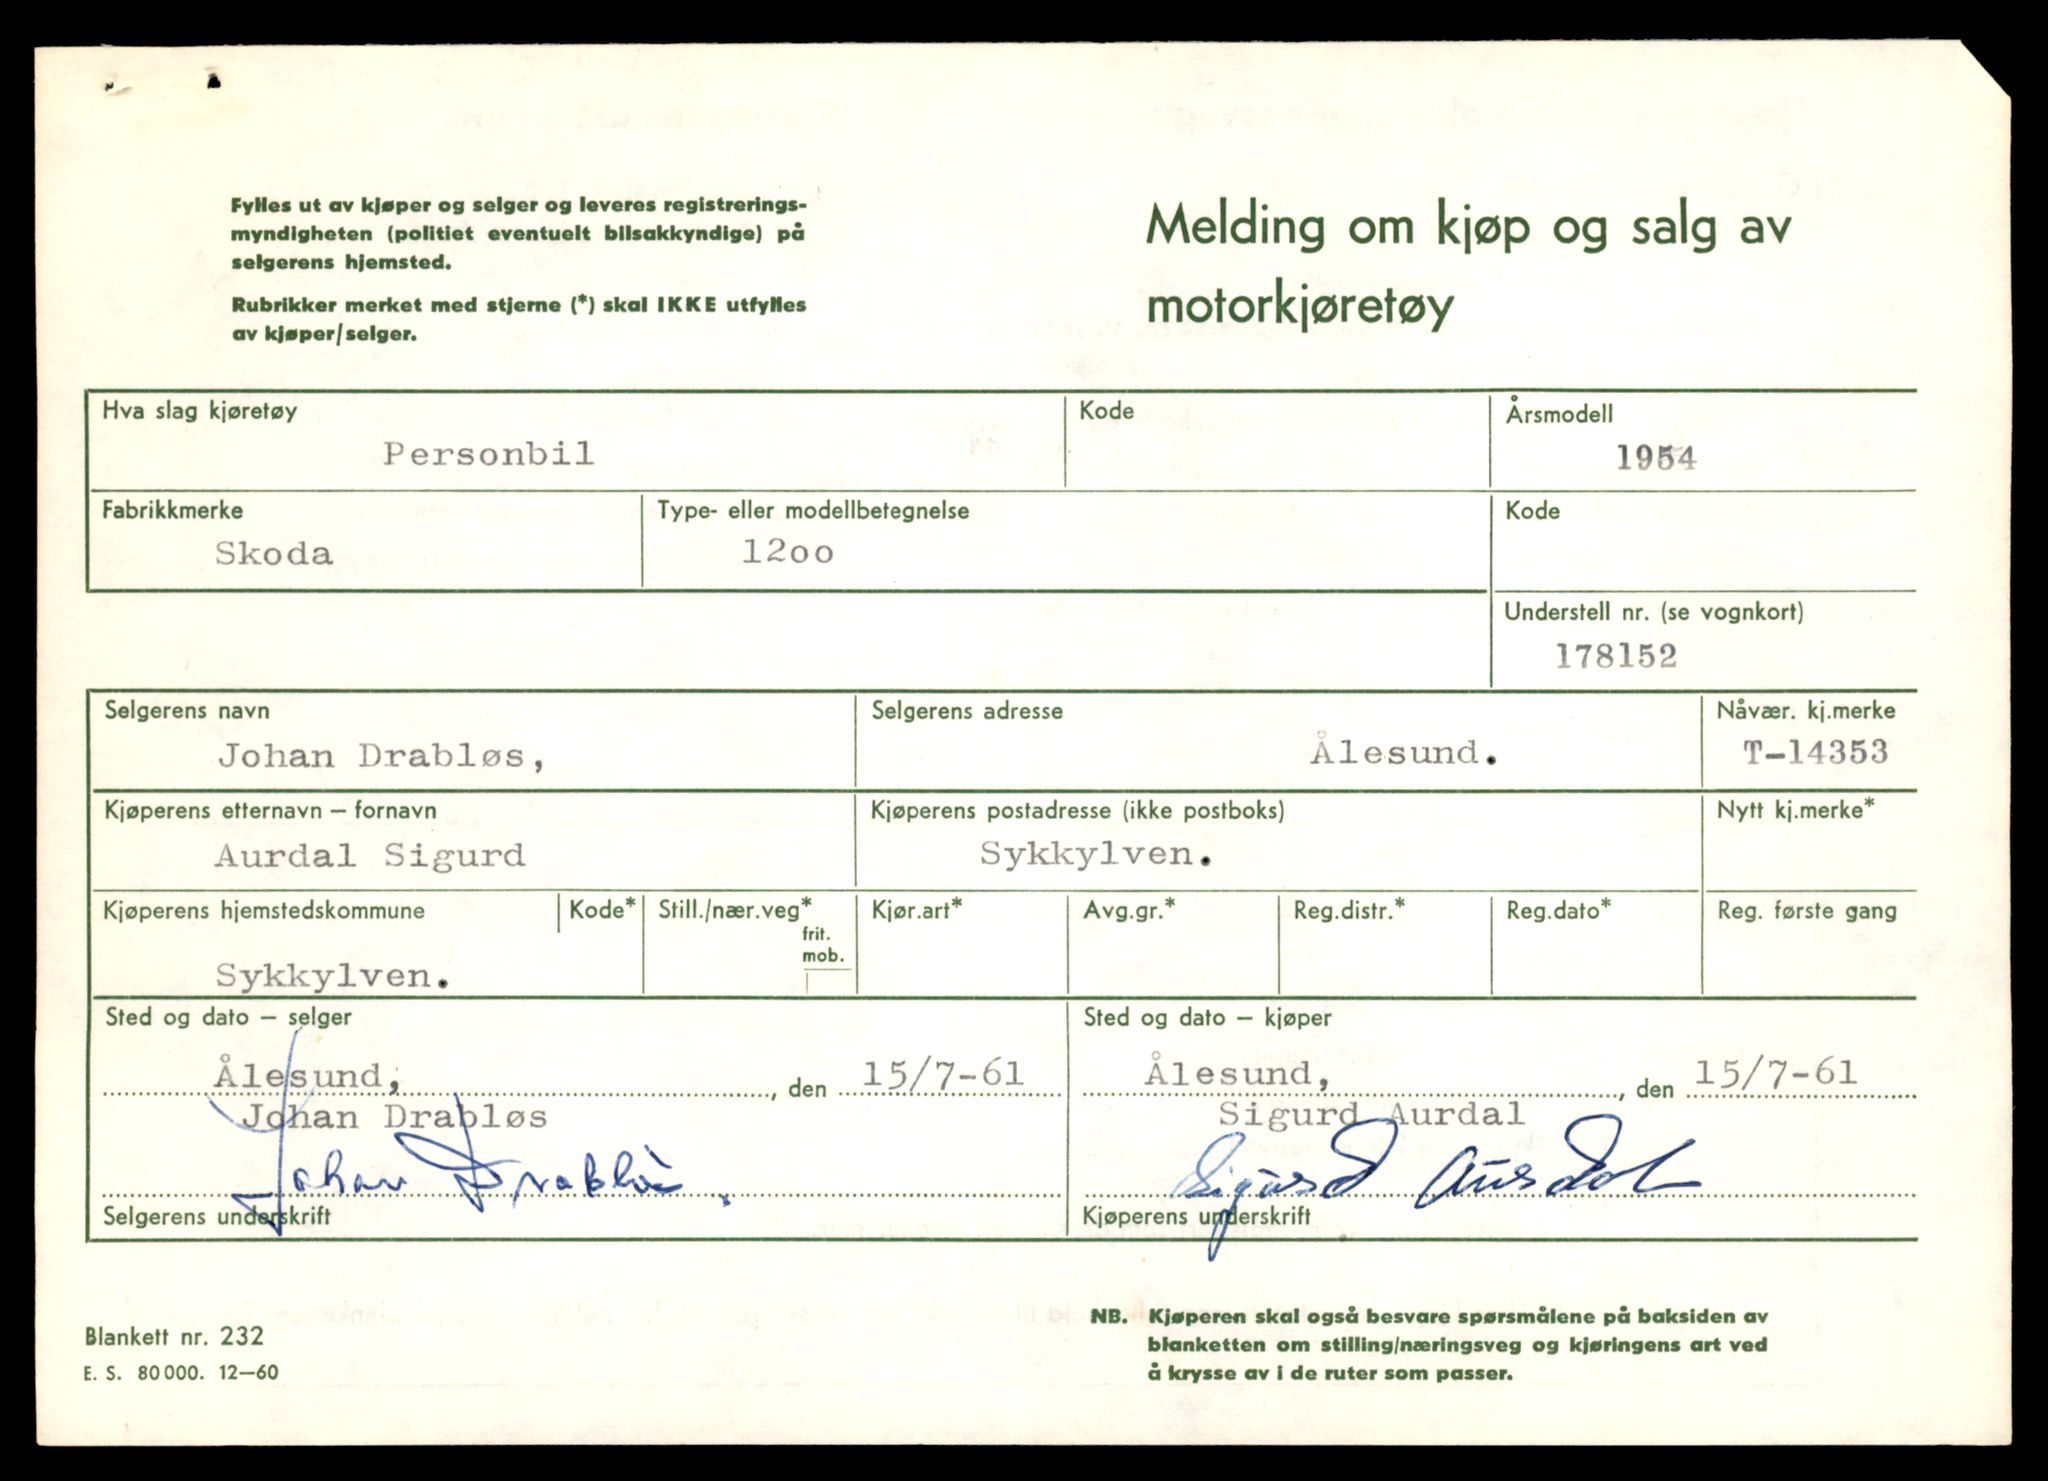 Fylles ut av kjøper og selger og leveres registrerings-
myndigheten (politiet eventuelt bilsakkyndige) på
selgerens hjemsted.
Rubrikker merket med stjerne (*) skal IKKE utfylles
av kjøper/selger.
Melding om kjøp og salg av
motorkjøretøy
Hva slag kjøretøy
Personbil
Kode
Årsmodell
1954
Fabrikkmerke
Skoda
Type- eller modellbetegnelse
12oo
Kode
Understell nr. (se vognkort)
178152
Selgerens navn
Johan Drabløs,
Selgerens adresse
Ålesund.
Nåvær. kj.merke
T-14353
Kjøperens etternavn – fornavn
Aurdal Sigurd
Kjøperens postadresse (ikke postboks)
Sykkylven.
Nytt kj.merke*
Kjøperens hjemstedskommune
Sykkylven.
Kode*
Still./nær.veg*
frit.
mob.
Kjør.art*
Avg.gr.*
Reg.distr.*
Reg.dato*
Reg. første gang
Sted og dato – selger
Ålesund, , den 15/7-61
Johan Drabløs
Johan Drabløs.
Selgerens underskrift
Sted og dato – kjøper
Ålesund, , den 15/7-61
Sigurd Aurdal
Sigurd Aurdal
Kjøperens underskrift
Blankett nr. 232
E. S. 80 000. 12—60
NB. Kjøperen skal også besvare spørsmålene på baksiden av
blanketten om stilling/næringsveg og kjøringens art ved
å krysse av i de ruter som passer.